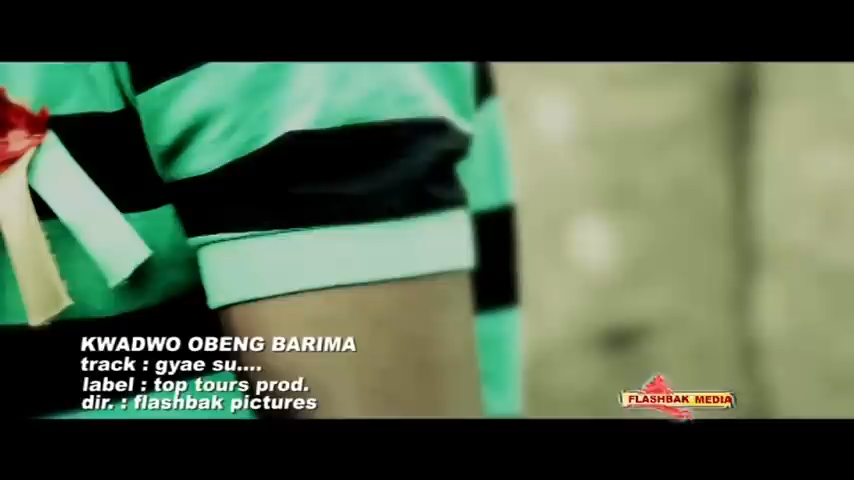 KWADWO OBENG BARIMA
track : gyae su....
label : top tours prod.
dir. : flashbak pictures
FLASHBAK MEDIA